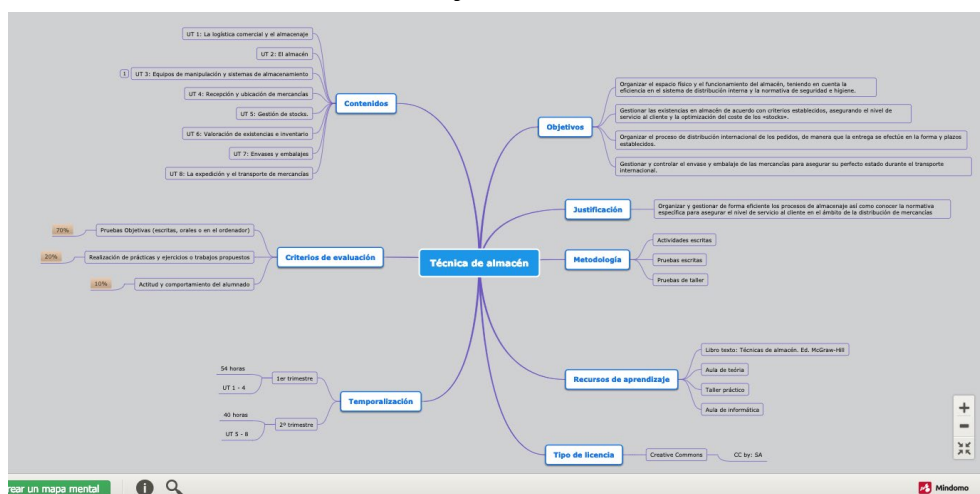 UT 1: La logística comercial y el almacenaje
UT 2: El almacén
1
UT 3: Equipos de manipulación y sistemas de almacenamiento
UT 4: Recepción y ubicación de mercancías
UT 5: Gestión de stocks.
UT 6: Valoración de existencias e inventario
UT 7: Envases y embalajes
UT 8: La expedición y el transporte de mercancías
Contenidos
70%
Pruebas Objetivas (escritas, orales o en el ordenador)
20%
Realización de prácticas y ejercicios o trabajos propuestos
10%
Actitud y comportamiento del alumnado
Criterios de evaluación
54 horas
UT 1 - 4
1er trimestre
40 horas
UT 5 - 8
2º trimestre
Temporalización
Técnica de almacén
Objetivos
Organizar el espacio físico y el funcionamiento del almacén, teniendo en cuenta la
eficiencia en el sistema de distribución interna y la normativa de seguridad e higiene.
Gestionar las existencias en almacén de acuerdo con criterios establecidos, asegurando el nivel de
servicio al cliente y la optimización del coste de los «stocks».
Organizar el proceso de distribución internacional de los pedidos, de manera que la entrega se efectúe en la forma y plazos
establecidos.
Gestionar y controlar el envase y embalaje de las mercancías para asegurar su perfecto estado durante el transporte
internacional.
Justificación
Organizar y gestionar de forma eficiente los procesos de almacenaje así como conocer la normativa
específica para asegurar el nivel de servicio al cliente en el ámbito de la distribución de mercancías
Metodología
Actividades escritas
Pruebas escritas
Pruebas de taller
Recursos de aprendizaje
Libro texto: Técnicas de almacén. Ed. McGraw-Hill
Aula de teória
Taller práctico
Aula de informática
Tipo de licencia
Creative Commons
CC by: SA
rear un mapa mental
Mindomo